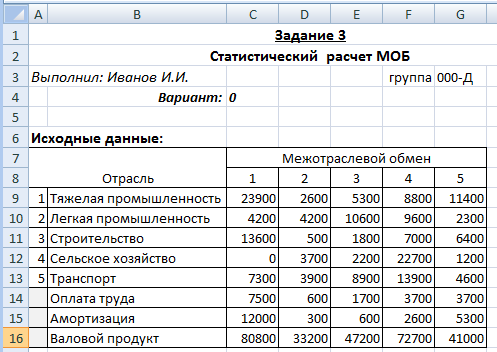 A B C D E F G
1 Задание 3
2 Статистический расчет МОБ
3 Выполнил: Иванов И.И. группа 000-Д
4 Вариант: 0
5
6 Исходные данные:
7 Межотраслевой обмен
8 Отрасль 1 2 3 4 5
9 1 Тяжелая промышленность 23900 2600 5300 8800 11400
10 2 Легкая промышленность 4200 4200 10600 9600 2300
11 3 Строительство 13600 500 1800 7000 6400
12 4 Сельское хозяйство 0 3700 2200 22700 1200
13 5 Транспорт 7300 3900 8900 13900 4600
14 Оплата труда 7500 600 1700 3700 3700
15 Амортизация 12000 300 600 2600 5300
16 Валовой продукт 80800 33200 47200 72700 41000